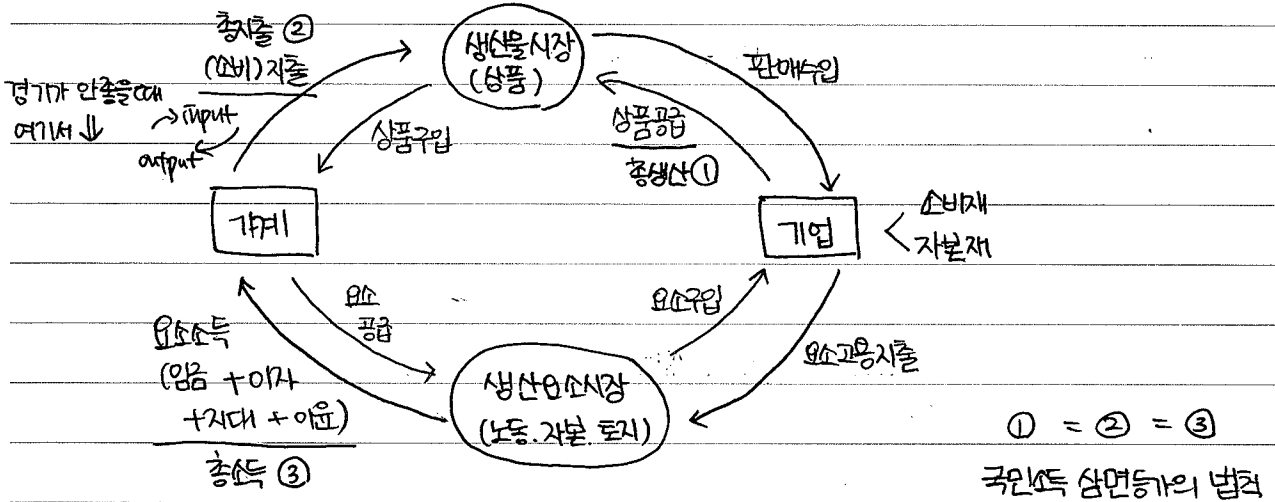 총지출 ②
(소비)지출
경기가 안좋을때
여기서 ⇓
→input
output
생산물시장
(상품)
판매수입
상품구입
상품공급
총생산①
가계
기업
소비재
자본재
요소
공급
요소구입
요소소득
(임금 + 이자
+지대 + 이윤)
총소득 ③
요소고용지출
생산요소시장
(노동.자본.토지)
① = ② = ③
국민소득 삼면등가의 법칙